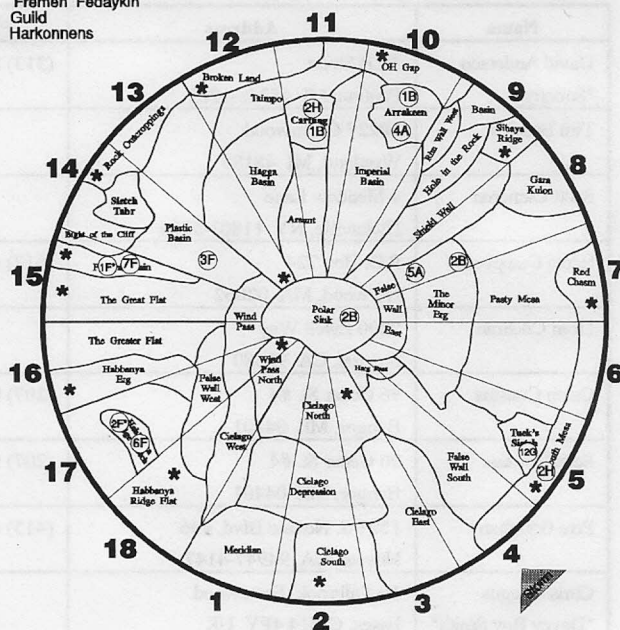 Fremen Fedaykin
Guild
Harkonnens
11
12
10
Broken Land
OH Gap
Tsimpo
2H
Carthag
1B
1B
Arrakeen
4A
13
9
Rock Outcroppings
Hagga
Basin
Imperial
Basin
Rim Wall West
Hole in the Rock
Basin
Sihaya
Ridge
Shield Wall
Gara
Kulon
8
14
Sietch
Tabr
Bight of the Cliff
Plastic
Basin
Arsunt
1F*
7F
3F
5A
2B
7
Red
Chasm
15
The Great Flat
Polar
Sink
2B
False
Wall
East
The
Minor
Erg
Pasty Mesa
Wind
Pass
The Greater Flat
16
Habbanya
Erg
False
Wall
West
Wind
Pass
North
Harg Pass
6
Cielago
North
2F*
6F
17
Habbanya
Ridge Flat
Cielago
West
Cielago
Depression
False
Wall
South
Tuek's
Sietch
12G
2H
South Mesa
5
18
Meridian
Cielago
South
Cielago
East
4
1
2
3
Storm